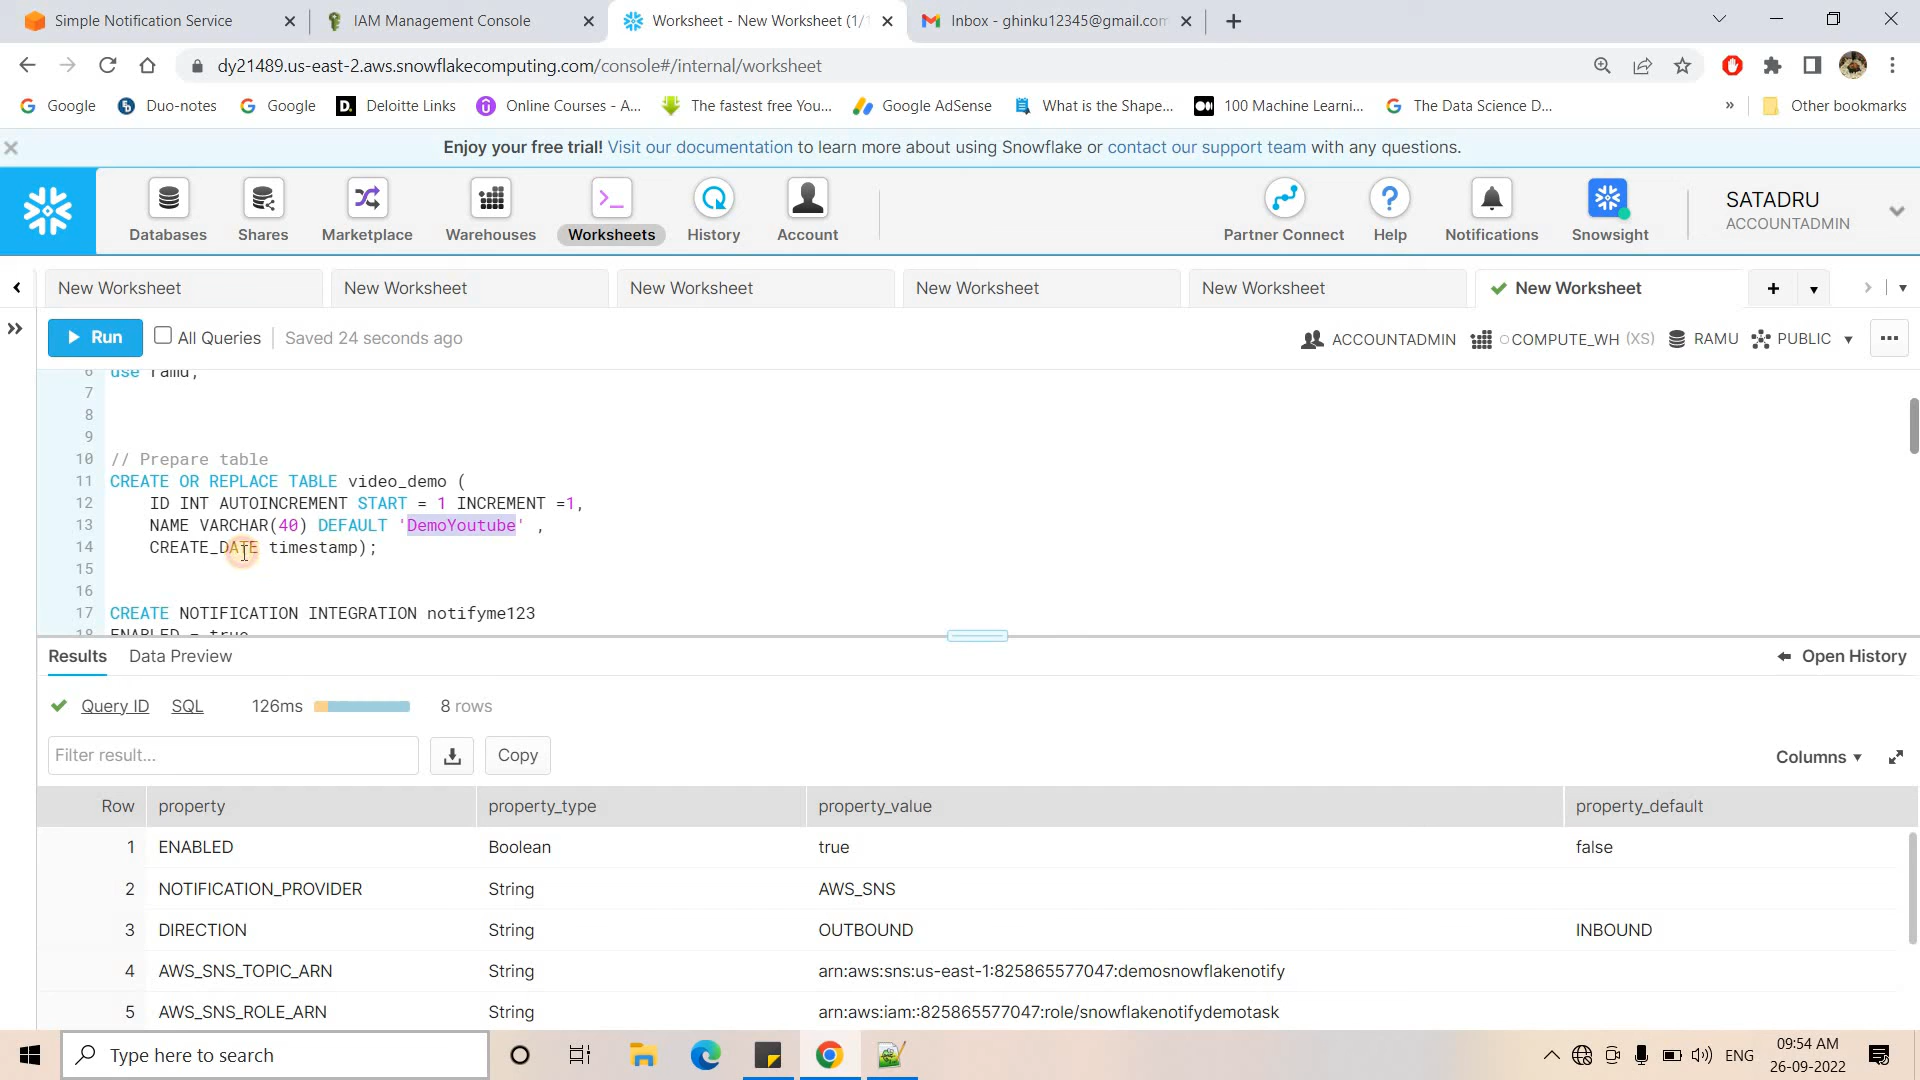 Simple Notification Service
IAM Management Console
Worksheet - New Worksheet (1/1
Inbox - ghinku12345@gmail.com
dy21489.us-east-2.aws.snowflakecomputing.com/console#/internal/worksheet
Google
Duo-notes
Google
Deloitte Links
Online Courses - A...
The fastest free You...
Google AdSense
What is the Shape...
100 Machine Learni...
The Data Science D...
»
Other bookmarks
Enjoy your free trial! Visit our documentation to learn more about using Snowflake or contact our support team with any questions.
Databases
Shares
Marketplace
Warehouses
Worksheets
History
Account
Partner Connect
Help
Notifications
Snowsight
SATADRU
ACCOUNTADMIN
New Worksheet
New Worksheet
New Worksheet
New Worksheet
New Worksheet
New Worksheet
Run
All Queries
Saved 24 seconds ago
ACCOUNTADMIN
COMPUTE_WH (XS)
RAMU
PUBLIC
6 use ramu;
7
8
9
10 // Prepare table
11 CREATE OR REPLACE TABLE video_demo (
12 ID INT AUTOINCREMENT START = 1 INCREMENT =1,
13 NAME VARCHAR(40) DEFAULT 'DemoYoutube' ,
14 CREATE_DATE timestamp);
15
16
17 CREATE NOTIFICATION INTEGRATION notifyme123
18 ENABLED = true
Results
Data Preview
Open History
Query ID
SQL
126ms
8 rows
Filter result...
Copy
Columns
Row property property_type property_value property_default
1 ENABLED Boolean true false
2 NOTIFICATION_PROVIDER String AWS_SNS
3 DIRECTION String OUTBOUND INBOUND
4 AWS_SNS_TOPIC_ARN String arn:aws:sns:us-east-1:825865577047:demosnowflakenotify
5 AWS_SNS_ROLE_ARN String arn:aws:iam::825865577047:role/snowflakenotifydemotask
Type here to search
ENG
09:54 AM
26-09-2022